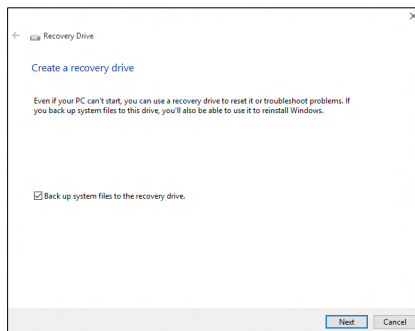 Recovery Drive
Create a recovery drive
Even if your PC can't start, you can use a recovery drive to reset it or troubleshoot problems. If
you back up system files to this drive, you'll also be able to use it to reinstall Windows.
Back up system files to the recovery drive.
Next Cancel